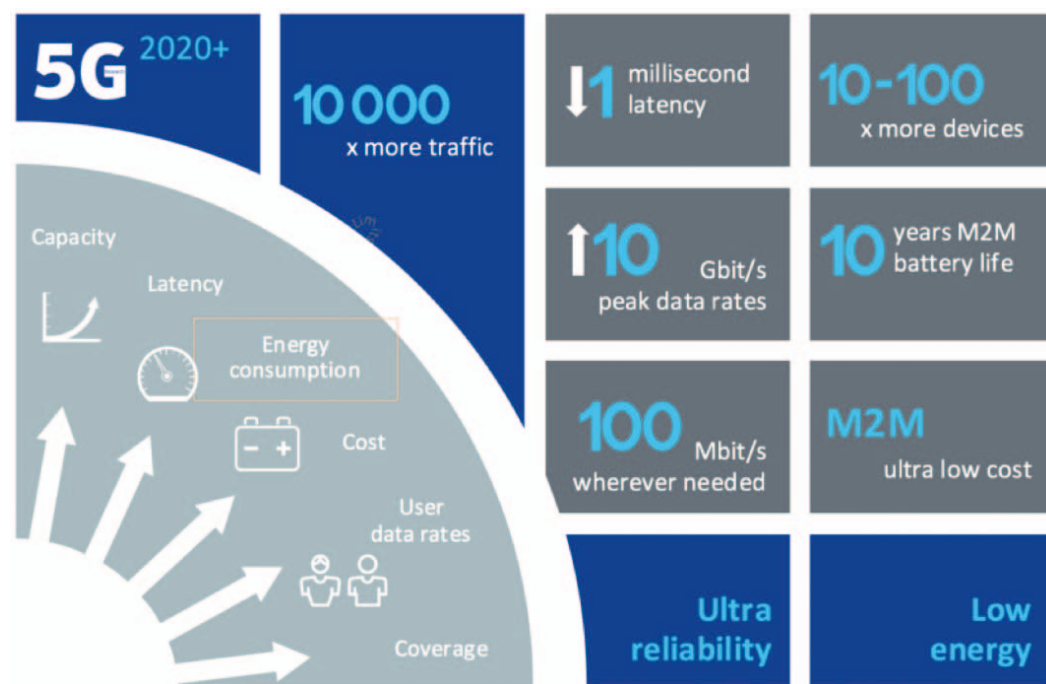 5G 2020+
10 000
x more traffic
1 millisecond
latency
10-100
x more devices
Capacity
Latency
Energy
consumption
Cost
User
data rates
Coverage
10 Gbit/s
peak data rates
10 years M2M
battery life
100 Mbit/s
wherever needed
M2M
ultra low cost
Ultra
reliability
Low
energy